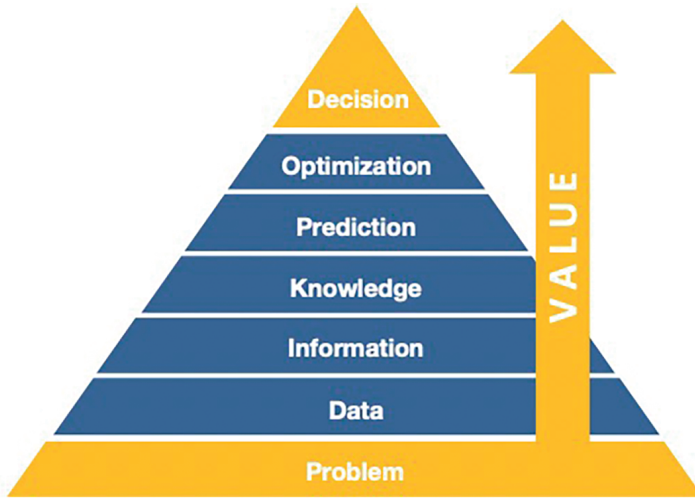 Decision
Optimization
Prediction
Knowledge
Information
Data
Problem
VALUE